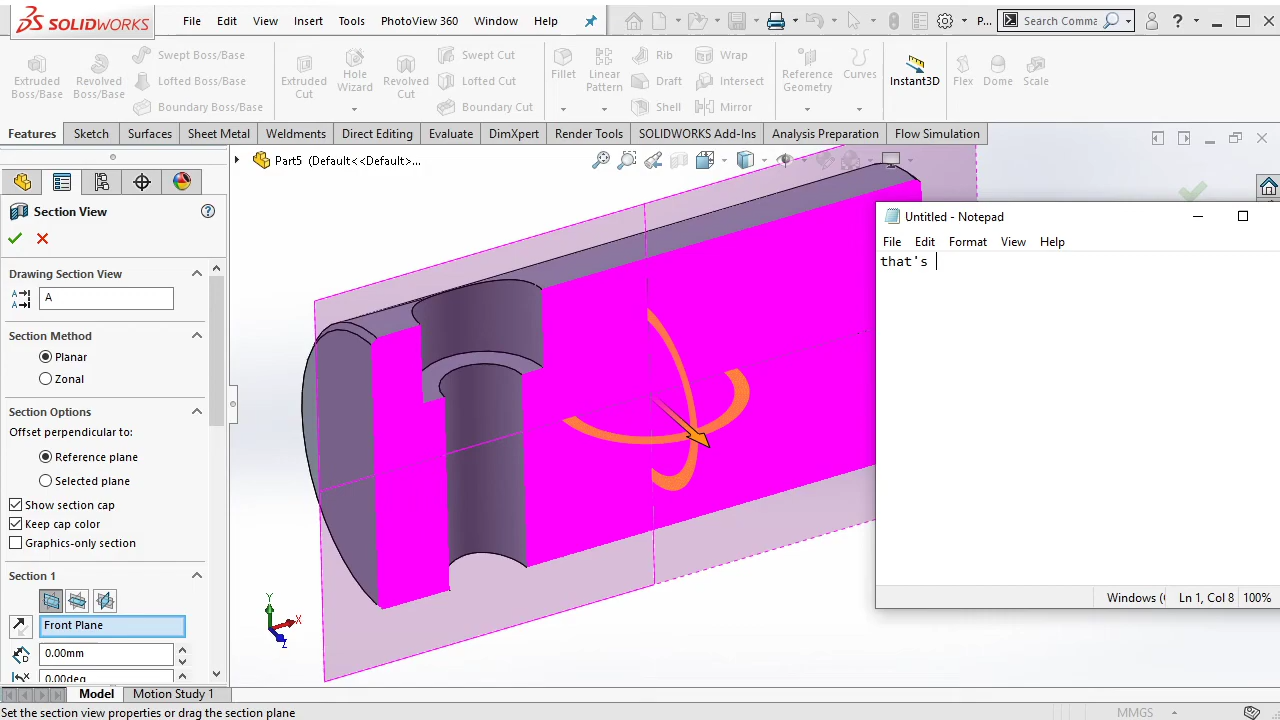 SOLIDWORKS File Edit View Insert Tools PhotoView 360 Window Help P... Search Comma ?
Extruded Boss/Base
Revolved Boss/Base
Swept Boss/Base
Lofted Boss/Base
Boundary Boss/Base
Extruded Cut
Hole Wizard
Revolved Cut
Swept Cut
Lofted Cut
Boundary Cut
Fillet
Linear Pattern
Rib
Draft
Shell
Wrap
Intersect
Mirror
Reference Geometry
Curves
Instant3D
Flex
Dome
Scale
Features Sketch Surfaces Sheet Metal Weldments Direct Editing Evaluate DimXpert Render Tools SOLIDWORKS Add-Ins Analysis Preparation Flow Simulation
Part5 (Default<<Default>...
Section View ?
Drawing Section View
A
Section Method
Planar
Zonal
Section Options
Offset perpendicular to:
Reference plane
Selected plane
Show section cap
Keep cap color
Graphics-only section
Section 1
Front Plane
0.00mm
0.00deg
Y
X
Z
Untitled - Notepad
File Edit Format View Help
that's
Windows ( Ln 1, Col 8 100%
Model Motion Study 1
Set the section view properties or drag the section plane
MMGS